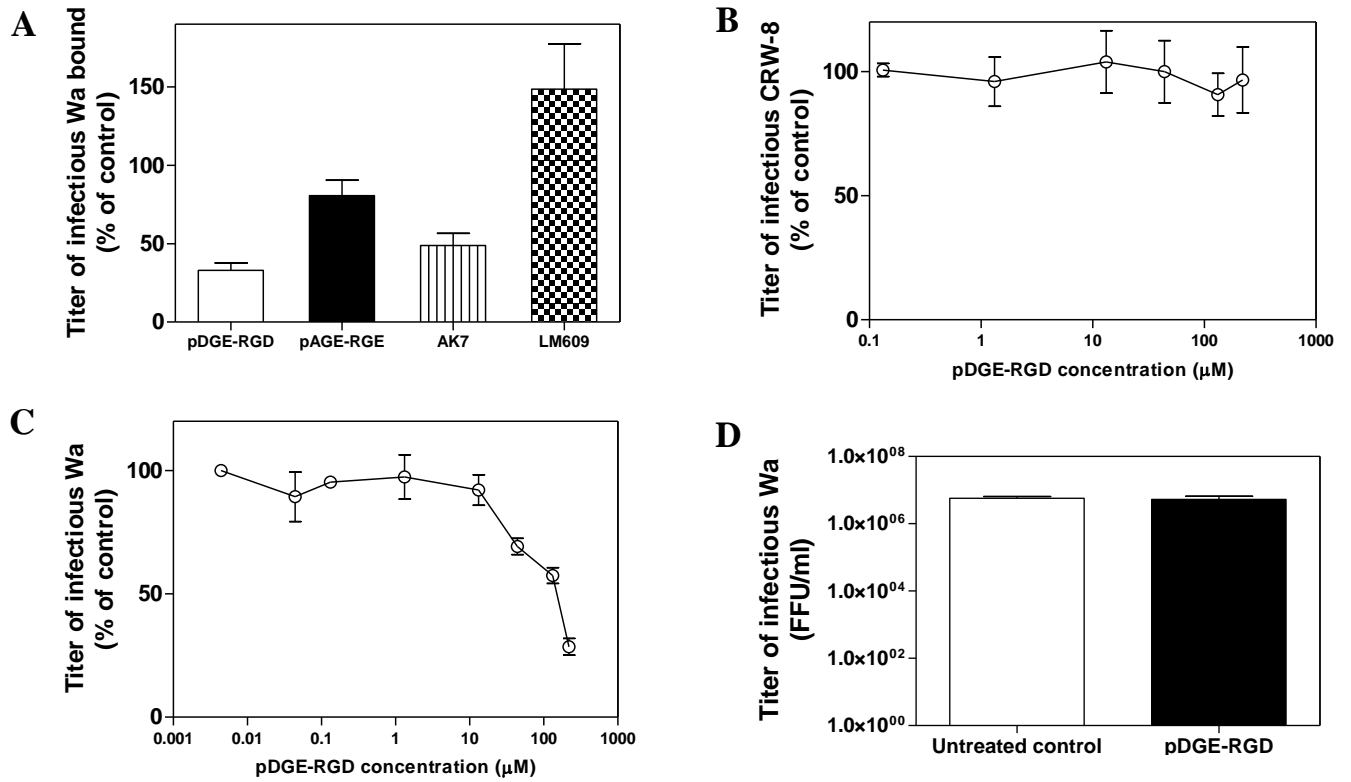 A
Titer of infectious Wa bound
(% of control)
150
100
50
0
pDGE-RGD
pAGE-RGE
AK7
LM609
B
Titer of infectious CRW-8
(% of control)
100
50
0
0.1
1
10
100
1000
pDGE-RGD concentration (μM)
C
Titer of infectious Wa
(% of control)
100
50
0
0.001
0.01
0.1
1
10
100
1000
pDGE-RGD concentration (μM)
D
Titer of infectious Wa
(FFU/ml)
1.0×10⁰⁸
1.0×10⁰⁶
1.0×10⁰⁴
1.0×10⁰²
1.0×10⁰⁰
Untreated control
pDGE-RGD